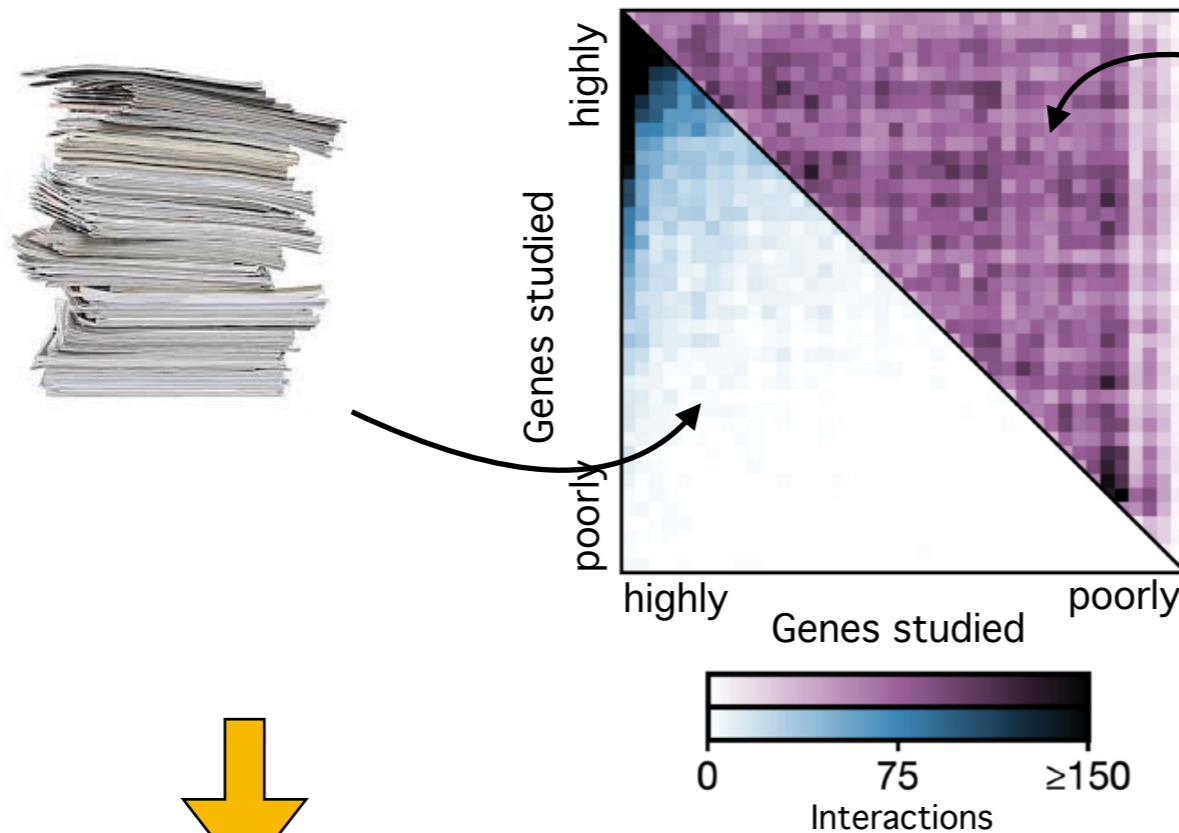 highly
Genes studied
poorly
highly
poorly
Genes studied
0 75 ≥150
Interactions